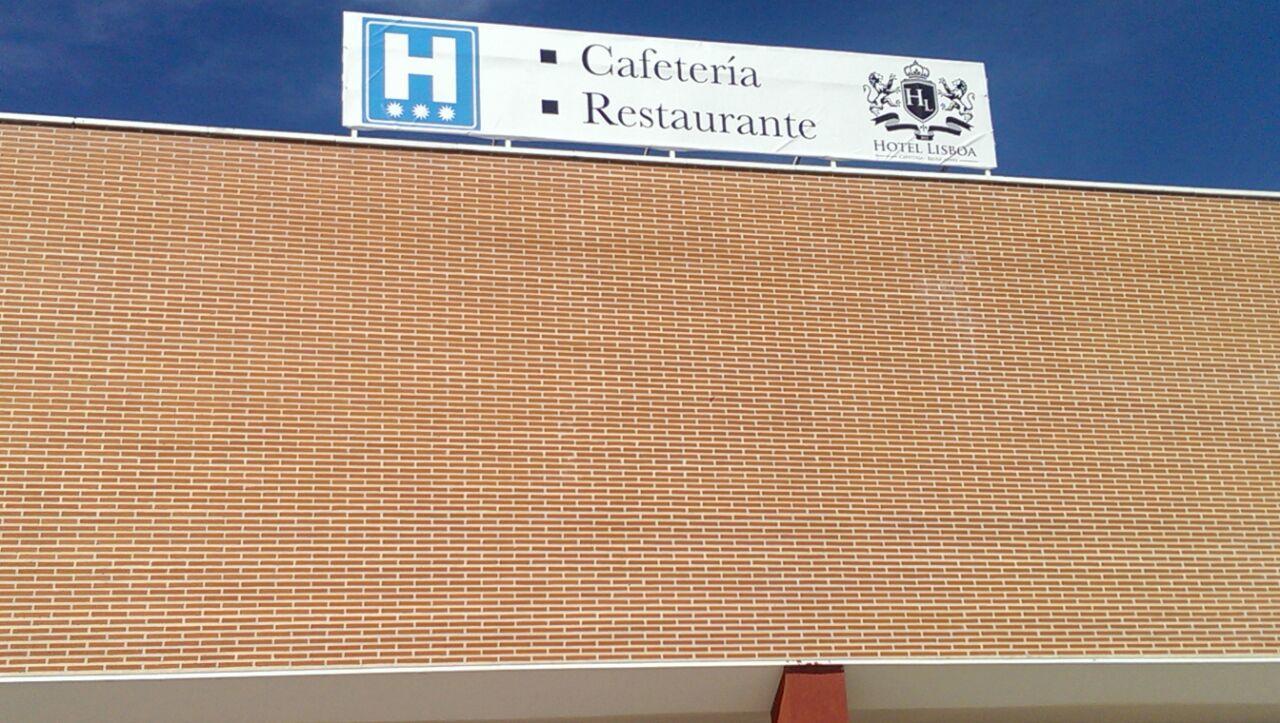 H
Cafetería
Restaurante
HL
HOTEL LISBOA